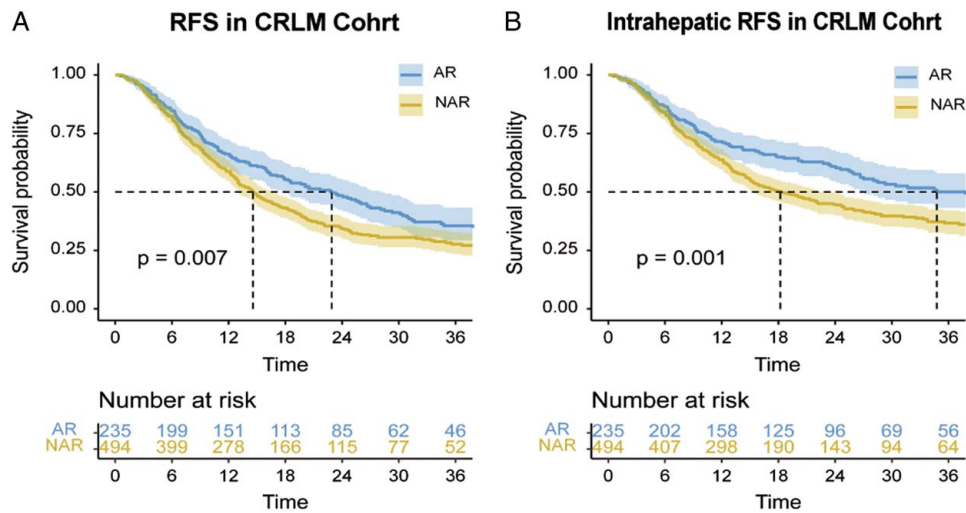 A
RFS in CRLM Cohrt
Survival probability
1.00
0.75
0.50
0.25
0.00
AR
NAR
p = 0.007
0 6 12 18 24 30 36
Time
Number at risk
AR 235 199 151 113 85 62 46
NAR 494 399 278 166 115 77 52
0 6 12 18 24 30 36
Time
B
Intrahepatic RFS in CRLM Cohrt
Survival probability
1.00
0.75
0.50
0.25
0.00
AR
NAR
p = 0.001
0 6 12 18 24 30 36
Time
Number at risk
AR 235 202 158 125 96 69 56
NAR 494 407 298 190 143 94 64
0 6 12 18 24 30 36
Time